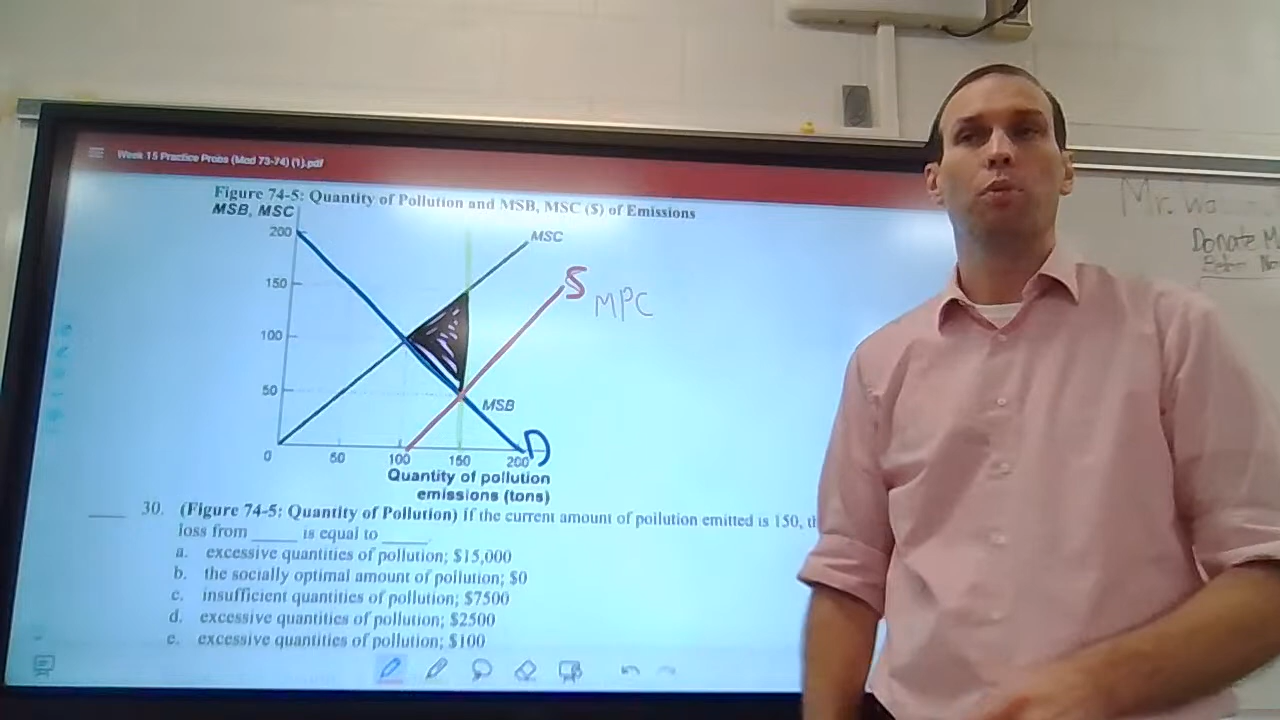 Week 15 Practice Probs (Mod 73-74) (1).pdf
Figure 74-5: Quantity of Pollution and MSB, MSC ($) of Emissions
MSB, MSC
200
MSC
150
S
MPC
100
50
MSB
D
0
50
100
150
200
Quantity of pollution
emissions (tons)
30. (Figure 74-5: Quantity of Pollution) If the current amount of pollution emitted is 150,
loss from ____ is equal to ____.
a. excessive quantities of pollution; $15,000
b. the socially optimal amount of pollution; $0
c. insufficient quantities of pollution; $7500
d. excessive quantities of pollution; $2500
e. excessive quantities of pollution; $100
Mr.
Donate